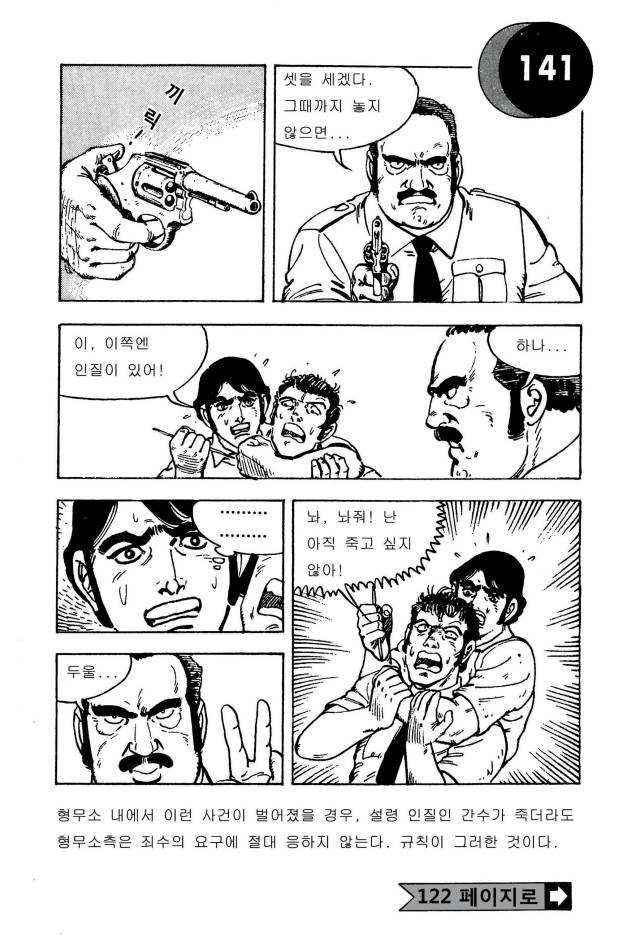 141
끼
릭
셋을 세겠다.
그때까지 놓지
않으면...
이, 이쪽엔
인질이 있어!
하나...
.........
.........
놔, 놔줘! 난
아직 죽고 싶지
않아!
두울...
형무소 내에서 이런 사건이 벌어졌을 경우, 설령 인질인 간수가 죽더라도
형무소측은 죄수의 요구에 절대 응하지 않는다. 규칙이 그러한 것이다.
122 페이지로